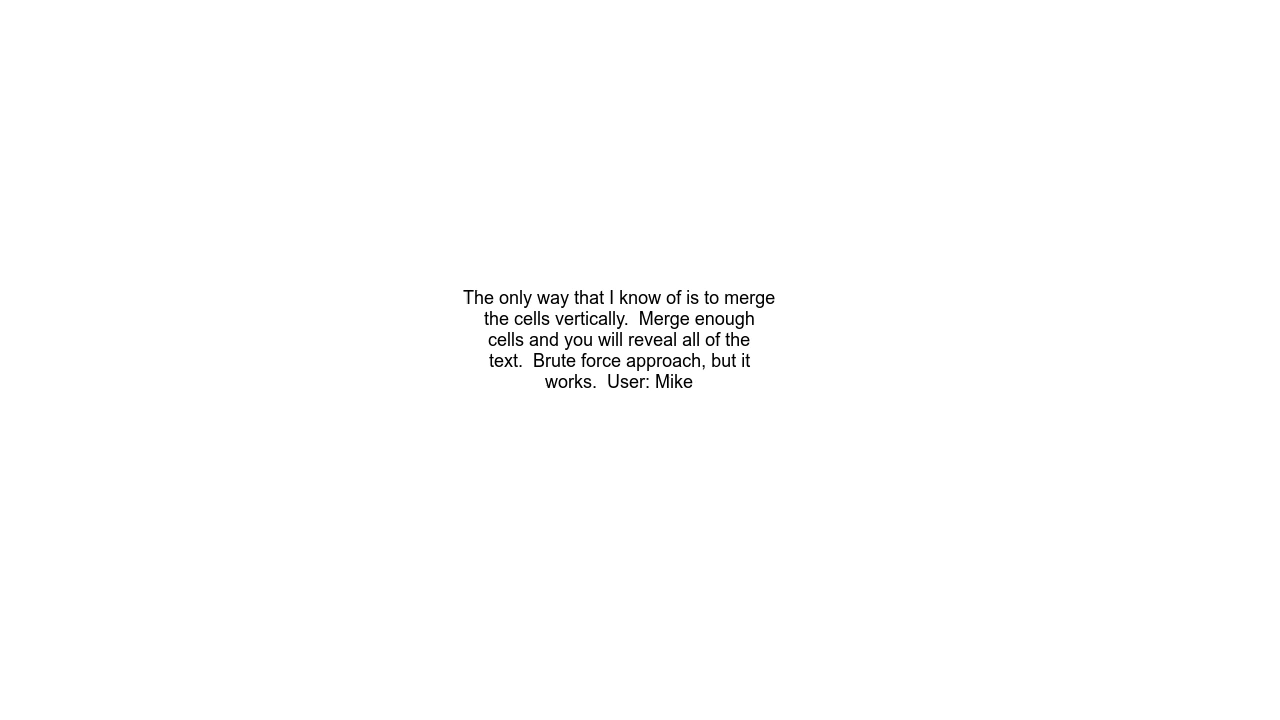 The only way that I know of is to merge
the cells vertically.  Merge enough
cells and you will reveal all of the
text.  Brute force approach, but it
works.  User: Mike